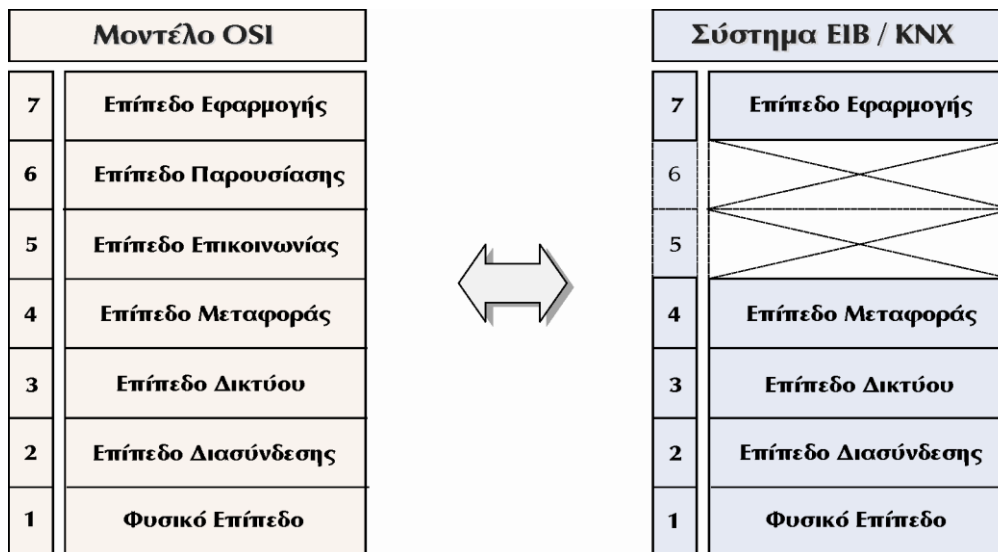 Μοντέλο OSI
7 Επίπεδο Εφαρμογής
6 Επίπεδο Παρουσίασης
5 Επίπεδο Επικοινωνίας
4 Επίπεδο Μεταφοράς
3 Επίπεδο Δικτύου
2 Επίπεδο Διασύνδεσης
1 Φυσικό Επίπεδο
Σύστημα EIB / KNX
7 Επίπεδο Εφαρμογής
6
5
4 Επίπεδο Μεταφοράς
3 Επίπεδο Δικτύου
2 Επίπεδο Διασύνδεσης
1 Φυσικό Επίπεδο